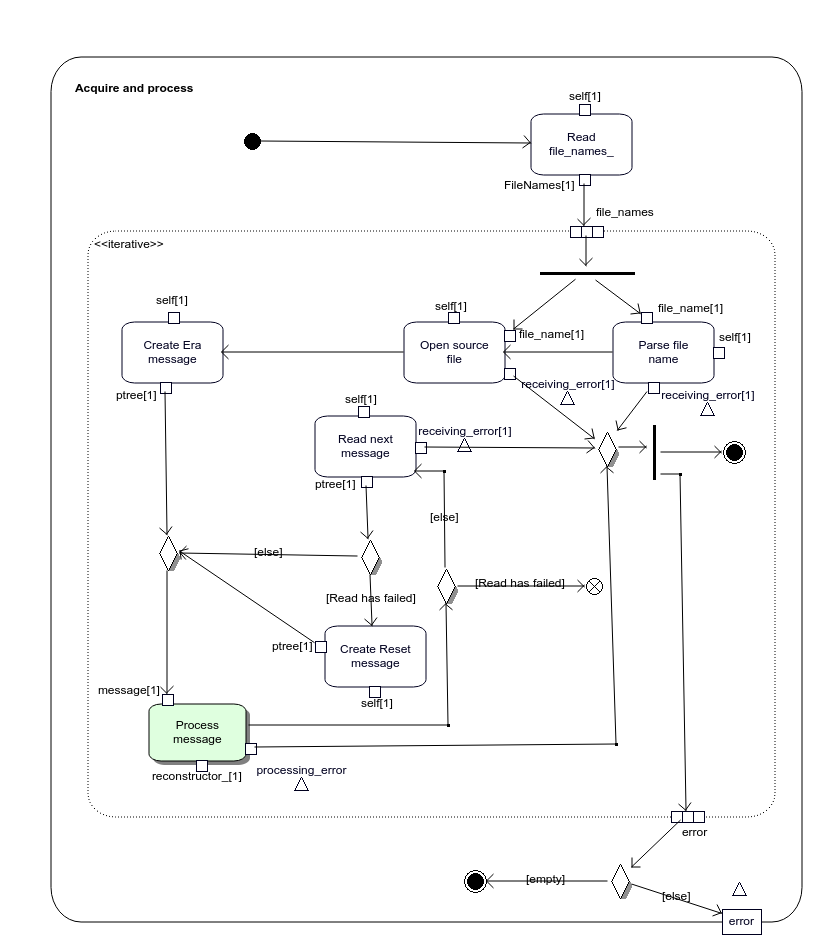 Acquire and process
self[1]
Read
file_names_
FileNames[1]
file_names
<<iterative>>
self[1]
Create Era
message
ptree[1]
self[1]
Open source
file
file_name[1]
file_name[1]
Parse file
name
self[1]
receiving_error[1]
receiving_error[1]
self[1]
Read next
message
receiving_error[1]
ptree[1]
[else]
[else]
[Read has failed]
[Read has failed]
ptree[1]
Create Reset
message
self[1]
message[1]
Process
message
reconstructor_[1]
processing_error
error
[empty]
[else]
error